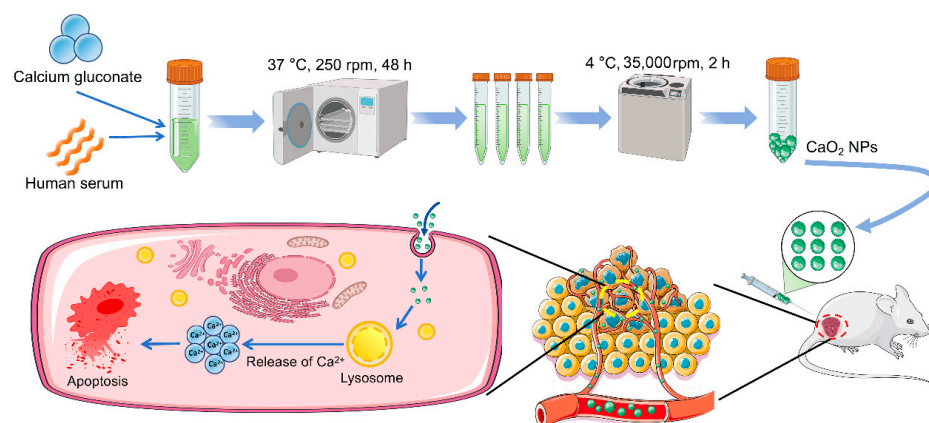 Calcium gluconate
Human serum
37 °C, 250 rpm, 48 h
4 °C, 35,000rpm, 2 h
CaO₂ NPs
Ca²⁺
Ca²⁺ Ca²⁺
Ca²⁺
Ca²⁺ Ca²⁺
Ca²⁺
Release of Ca²⁺
Lysosome
Apoptosis